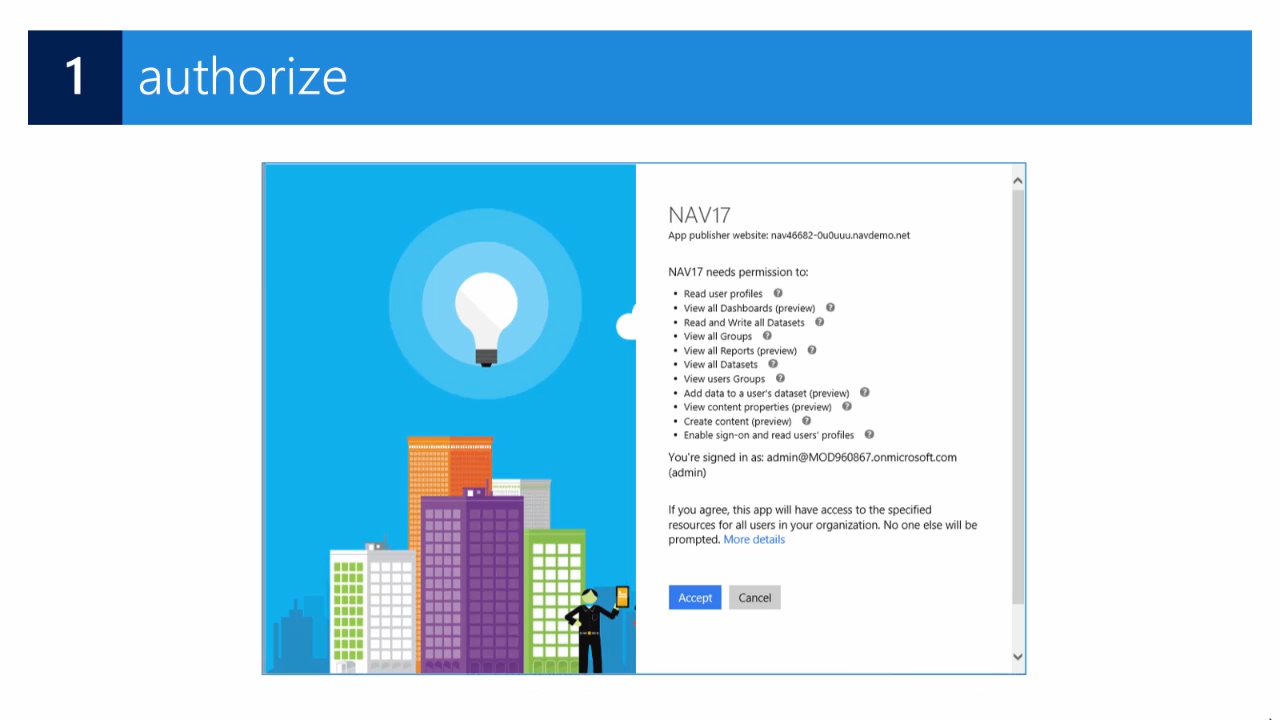 1 authorize
NAV17
App publisher website: nav46682-0u0uuu.navdemo.net
NAV17 needs permission to:
• Read user profiles
• View all Dashboards (preview)
• Read and Write all Datasets
• View all Groups
• View all Reports (preview)
• View all Datasets
• View users Groups
• Add data to a user's dataset (preview)
• View content properties (preview)
• Create content (preview)
• Enable sign-on and read users' profiles
You're signed in as: admin@MOD960867.onmicrosoft.com
(admin)
If you agree, this app will have access to the specified
resources for all users in your organization. No one else will be
prompted. More details
Accept Cancel